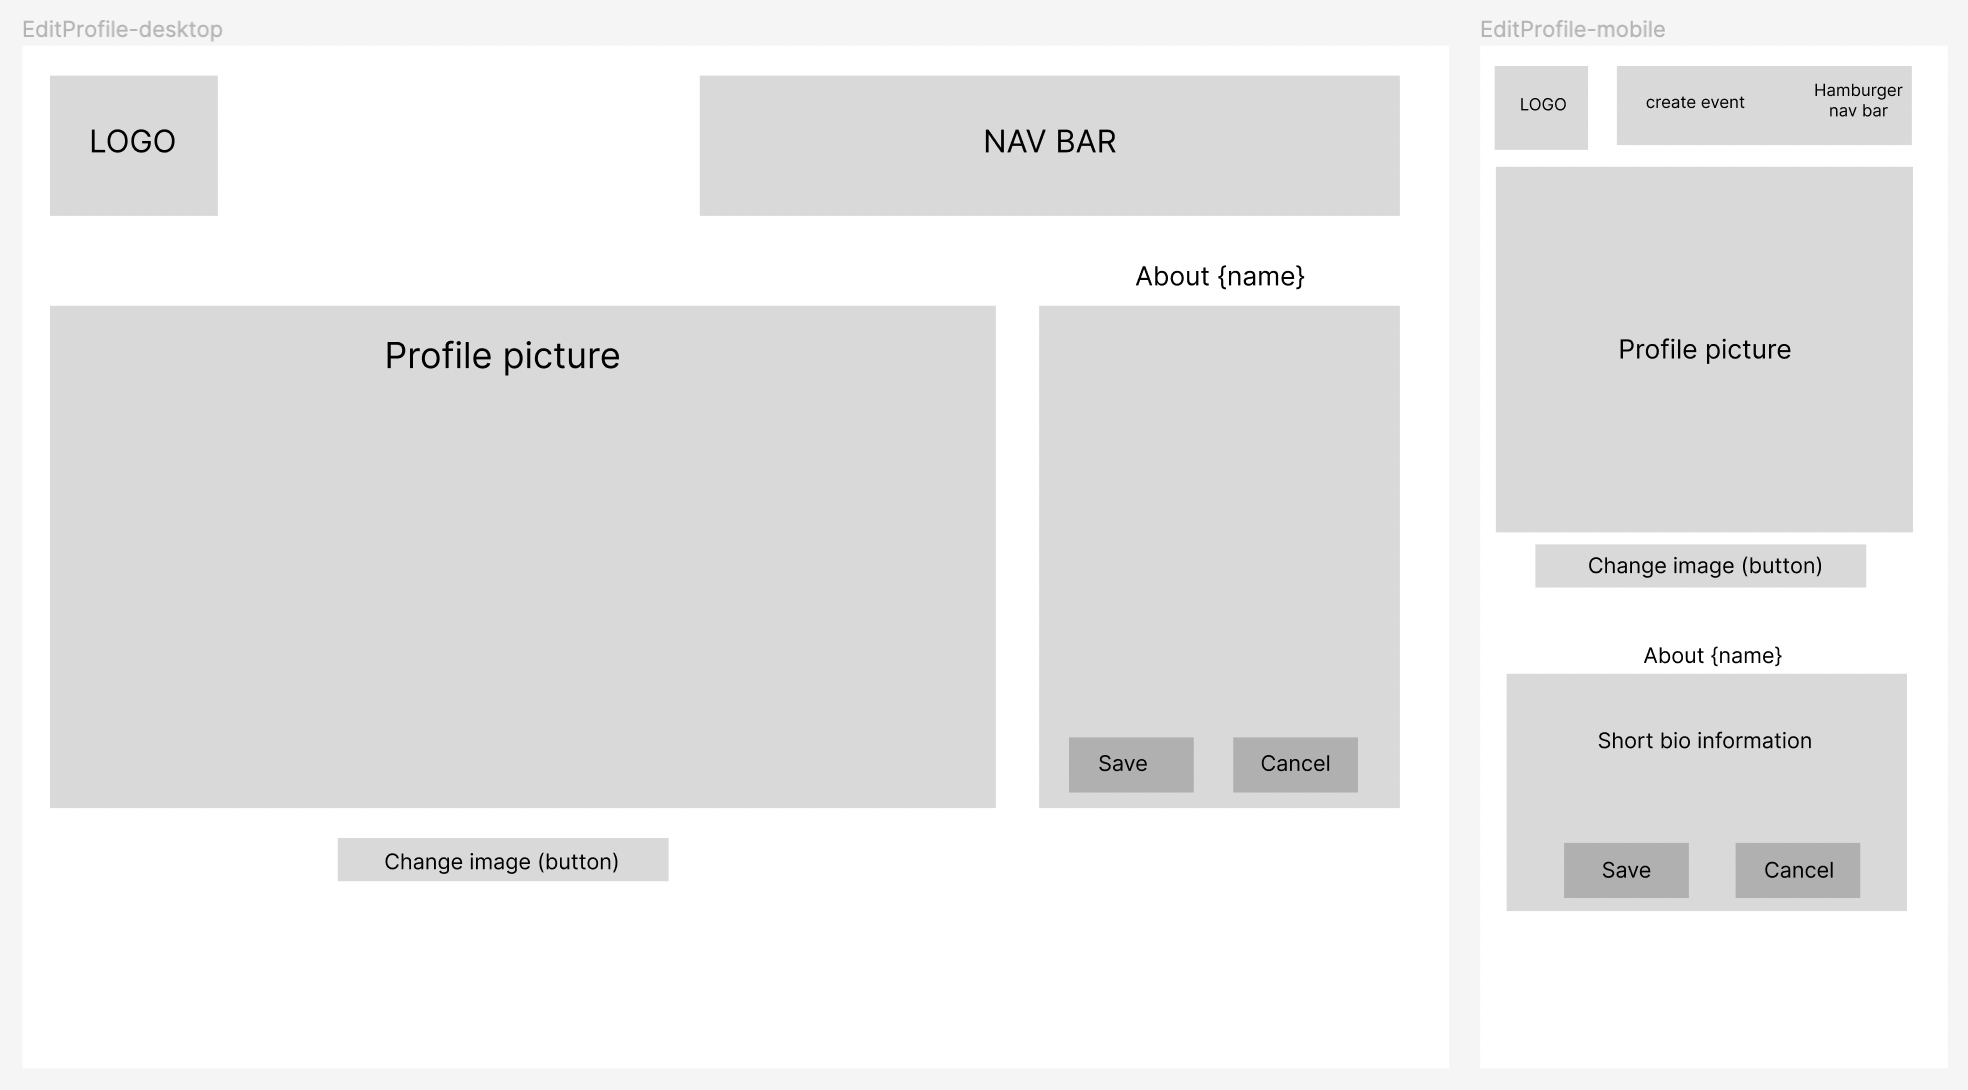 EditProfile-desktop
LOGO
NAV BAR
About {name}
Profile picture
Save
Cancel
Change image (button)
EditProfile-mobile
LOGO
create event
Hamburger
nav bar
Profile picture
Change image (button)
About {name}
Short bio information
Save
Cancel